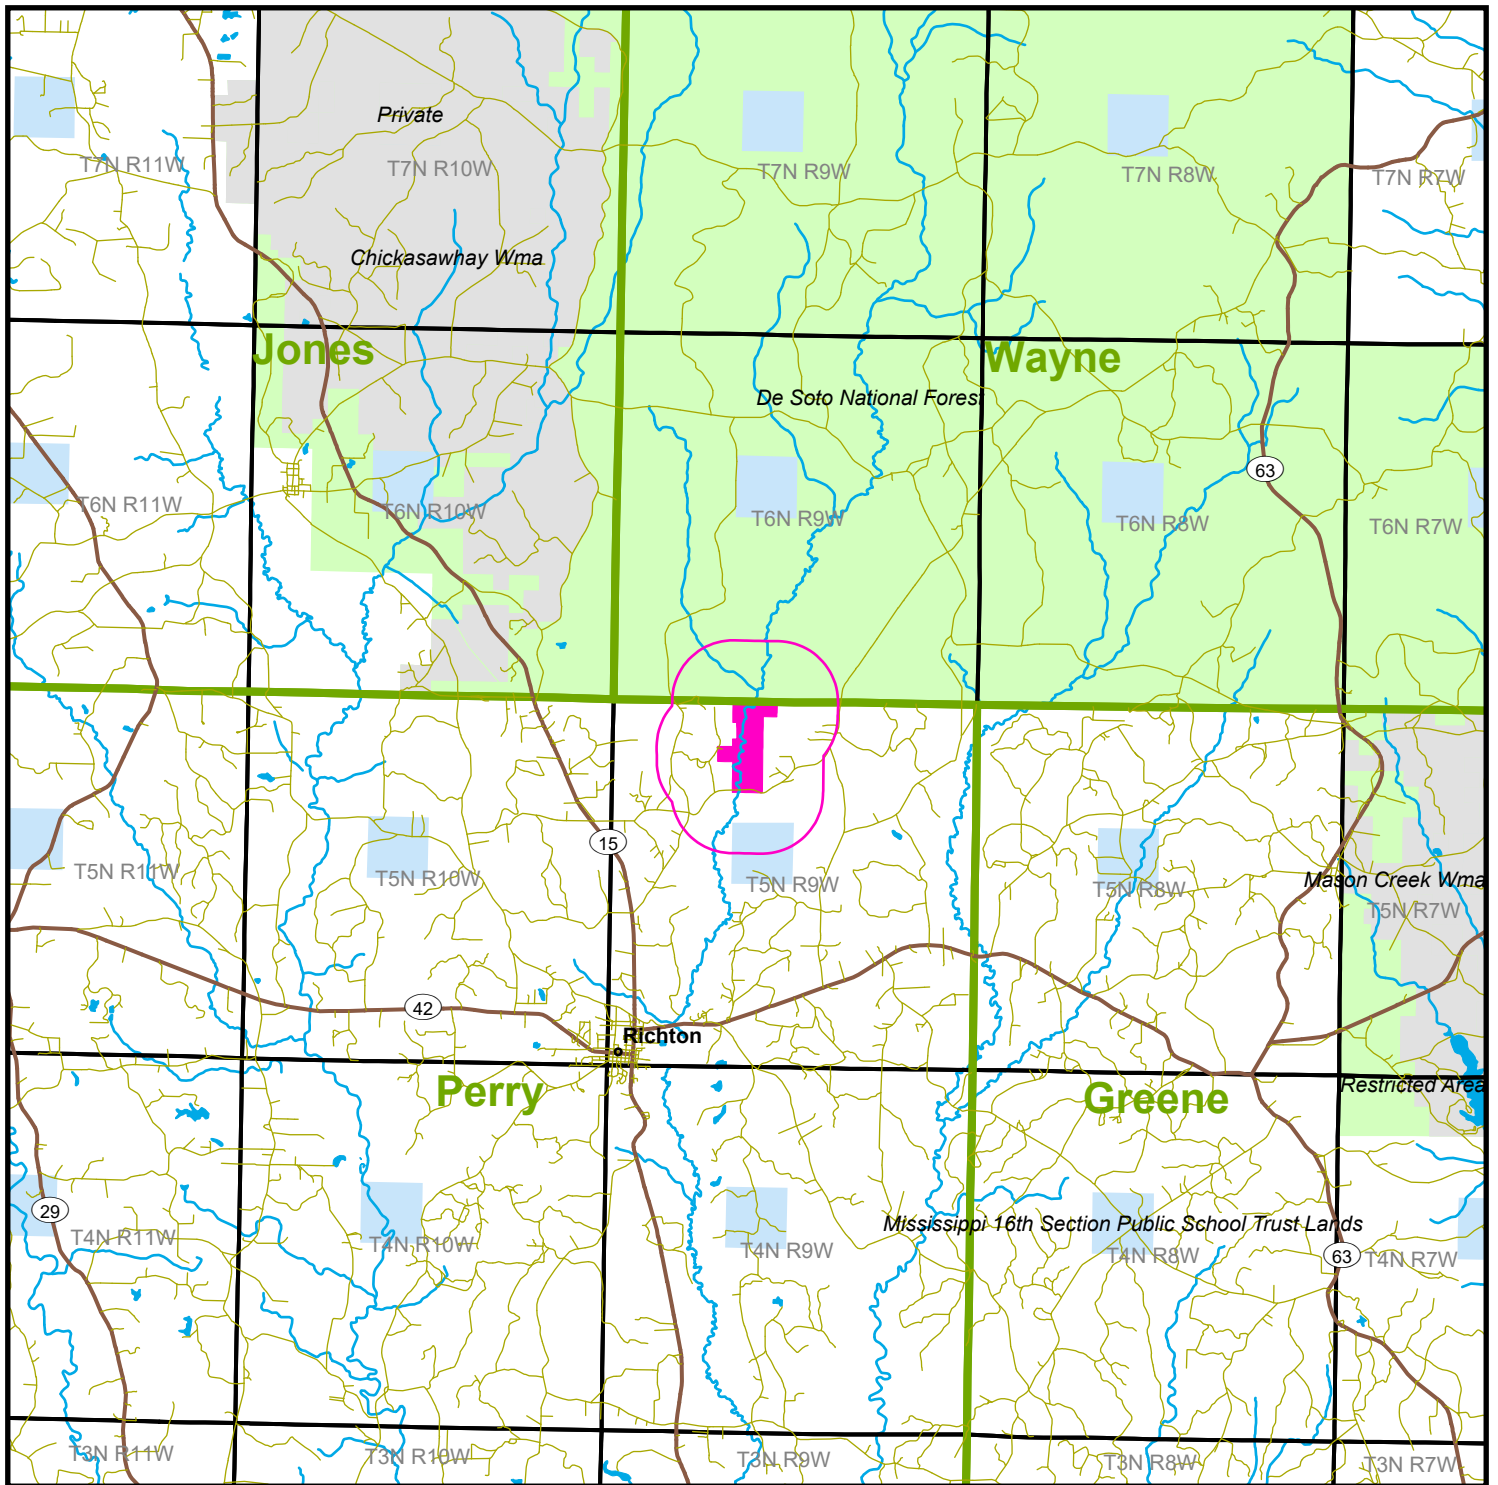 Private
T7N R11W
T7N R10W
T7N R9W
T7N R8W
T7N R7W
Chickasawhay Wma
Jones
Wayne
De Soto National Forest
63
T6N R11W
T6N R10W
T6N R9W
T6N R8W
T6N R7W
15
T5N R11W
T5N R10W
T5N R9W
T5N R8W
Mason Creek Wma
T5N R7W
42
Richton
Perry
Greene
Restricted Area
29
T4N R11W
T4N R10W
T4N R9W
Mississippi 16th Section Public School Trust Lands
T4N R8W
63
T4N R7W
T3N R11W
T3N R10W
T3N R9W
T3N R8W
T3N R7W